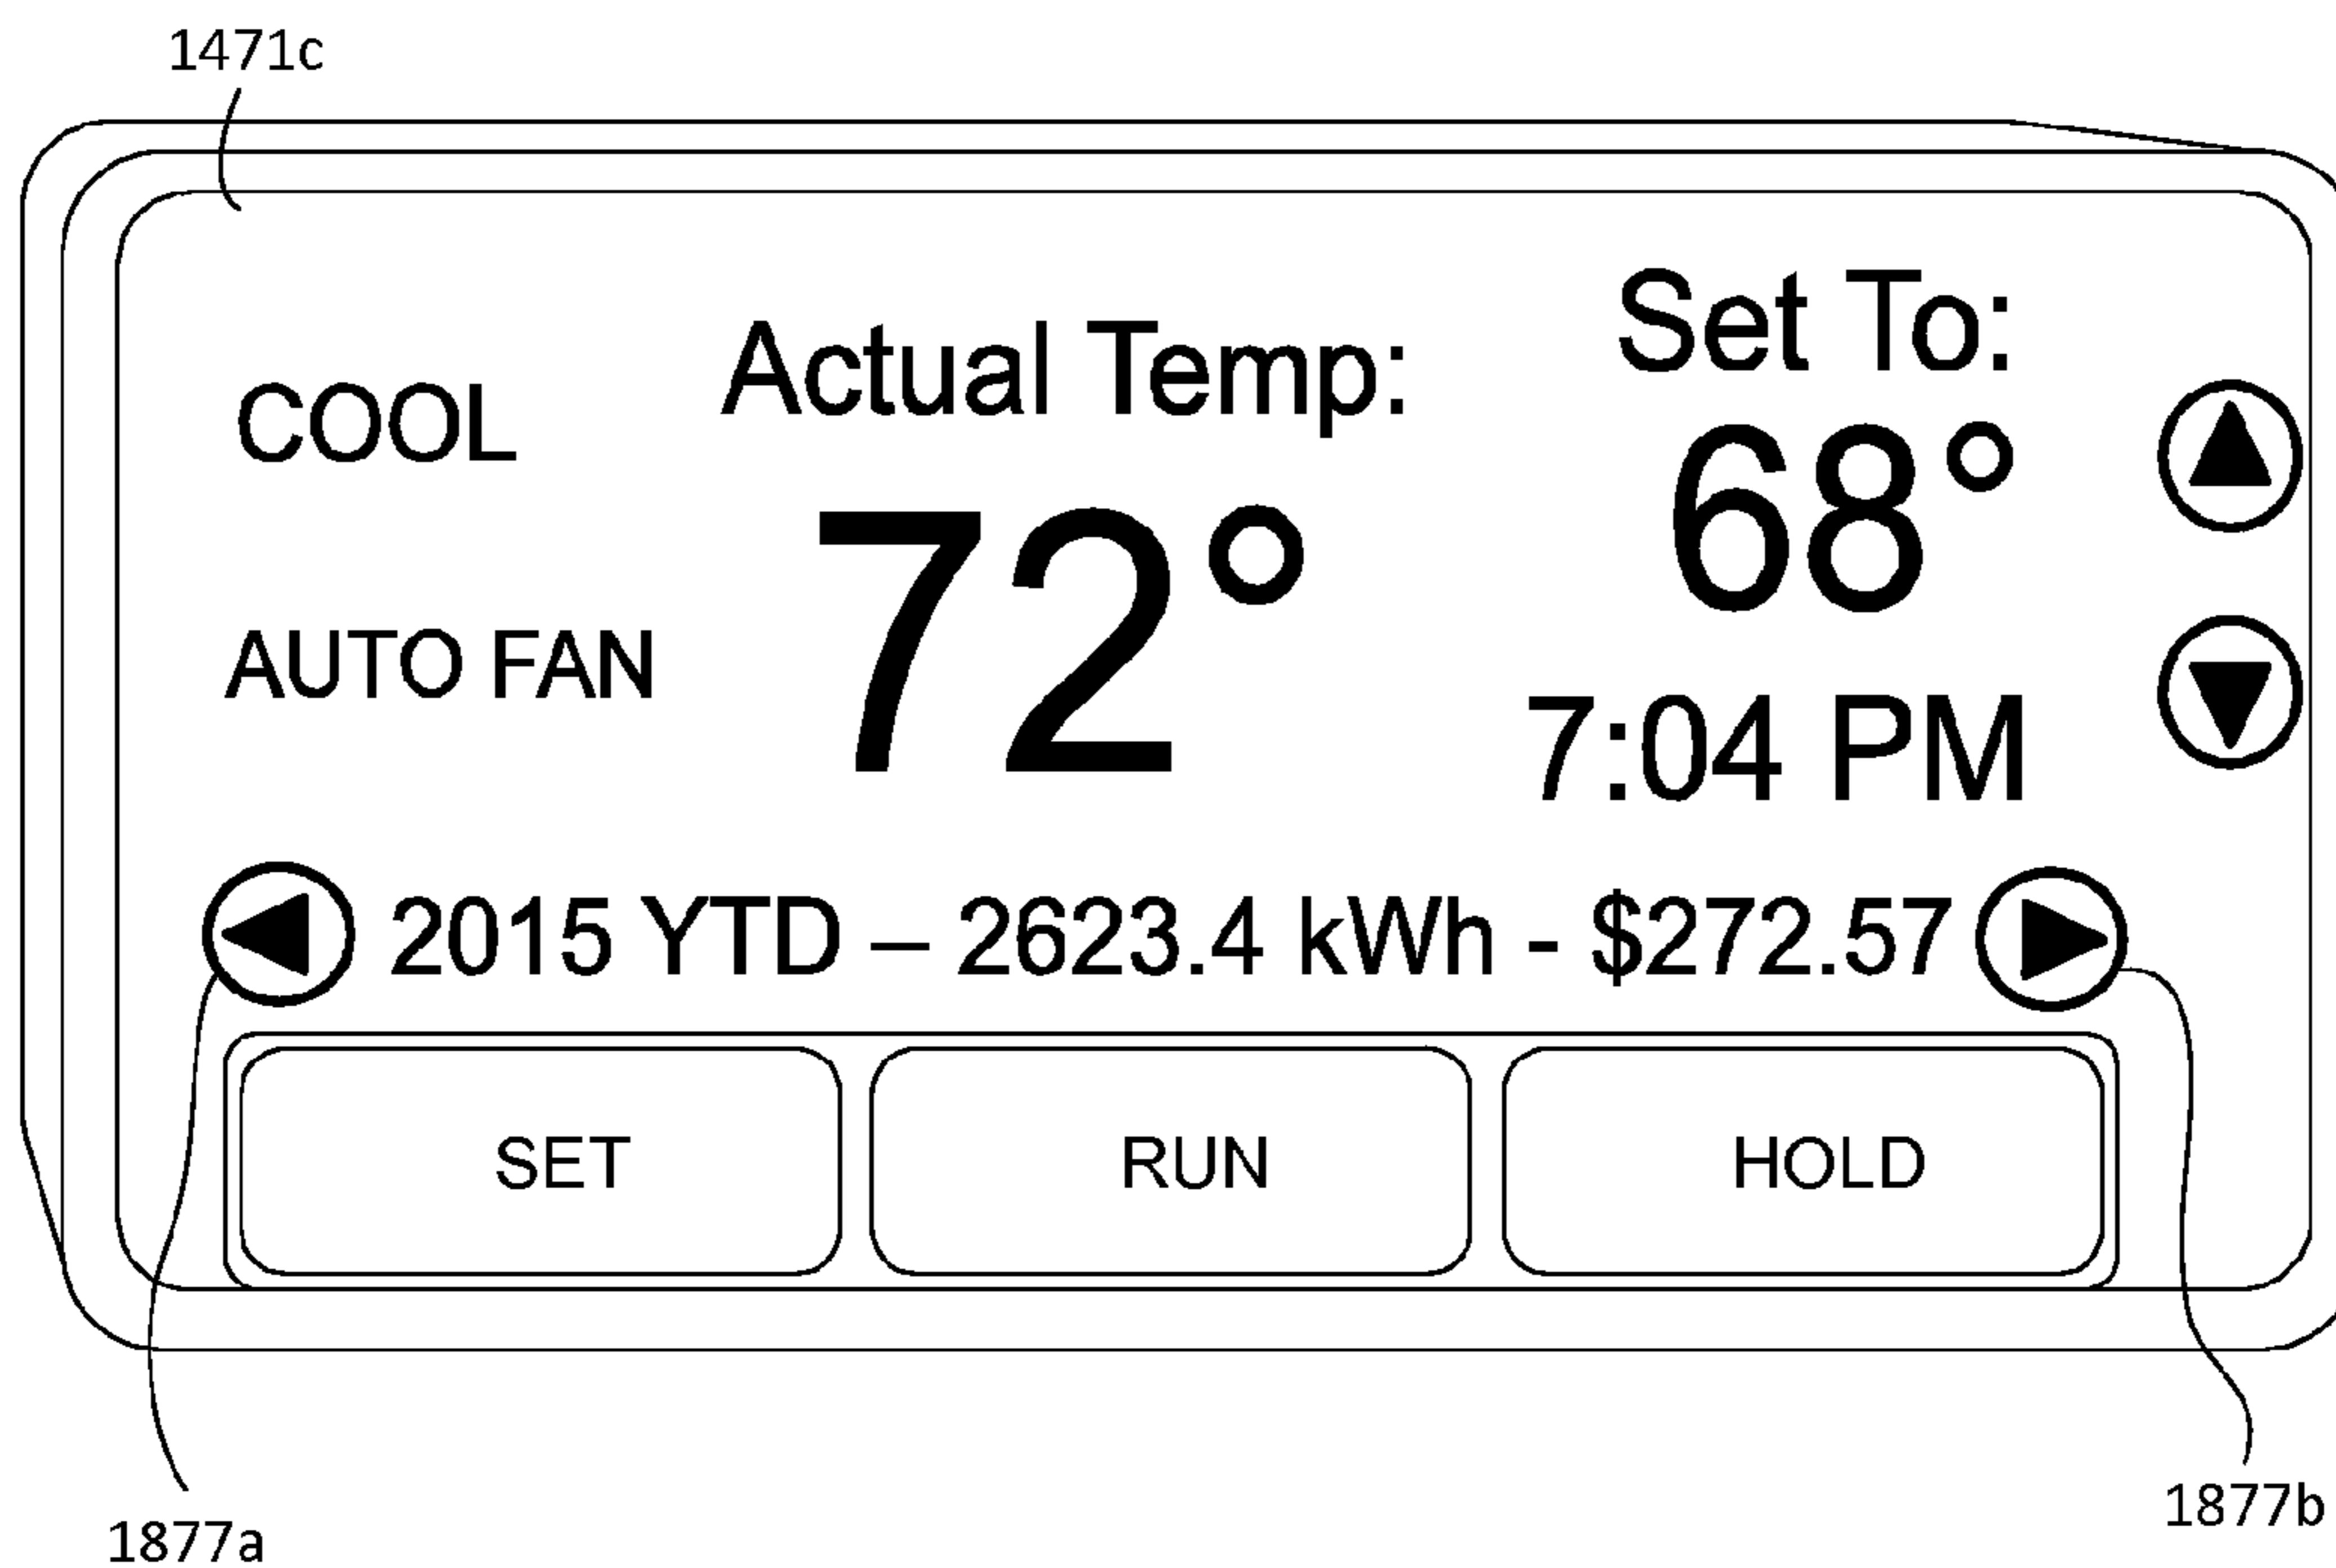 1471c
Set To:
Actual Temp:
COOL
68°
72°
AUTO FAN
7:04 PM
2015 YTD – 2623.4 kWh - $272.57
SET RUN HOLD
1877a
1877b